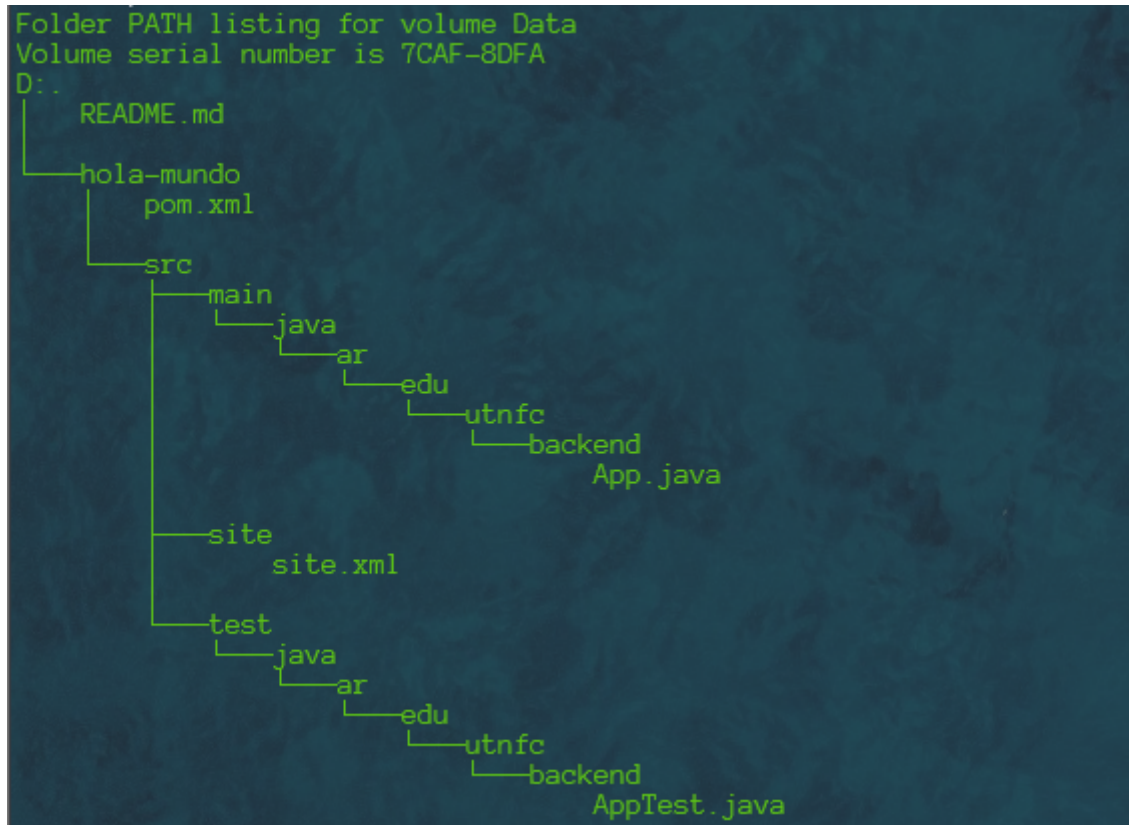 Folder PATH listing for volume Data
Volume serial number is 7CAF-8DFA
D:.
README.md
hola-mundo
pom.xml
src
main
java
ar
edu
utnfc
backend
App.java
site
site.xml
test
java
ar
edu
utnfc
backend
AppTest.java